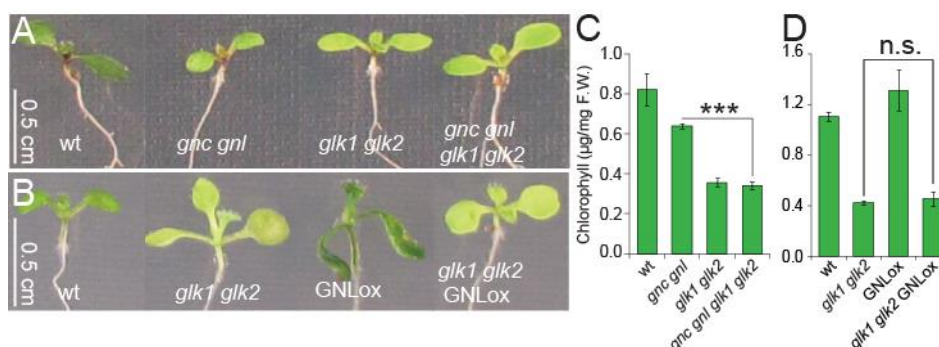 A
0.5 cm
wt
gnc gnl
glk1 glk2
gnc gnl
glk1 glk2
B
0.5 cm
wt
glk1 glk2
GNLox
glk1 glk2
GNLox
C
Chlorophyll (µg/mg F.W.)
1.0
0.8
0.6
0.4
0.2
0.0
***
wt
gnc gnl
glk1 glk2
gnc gnl glk1 glk2
D
1.6
1.2
0.8
0.4
0.0
n.s.
wt
glk1 glk2
GNLox
glk1 glk2 GNLox